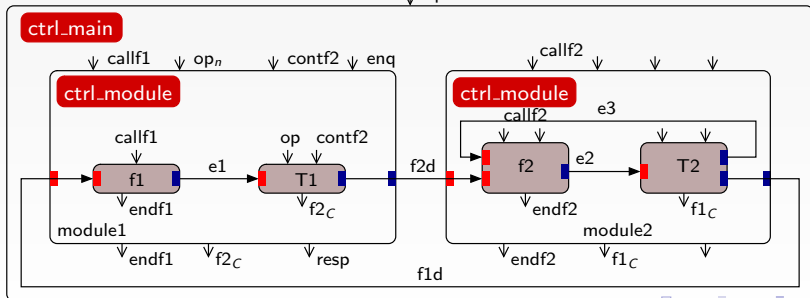 ctrl_main
callf1 opₙ contf2 enq callf2
ctrl_module ctrl_module
e3
callf1 op contf2 callf2
f1 e1 T1 f2d f2 e2 T2
endf1 f2_C endf2 f1_C
module1 module2
endf1 f2_C resp endf2 f1_C
f1d